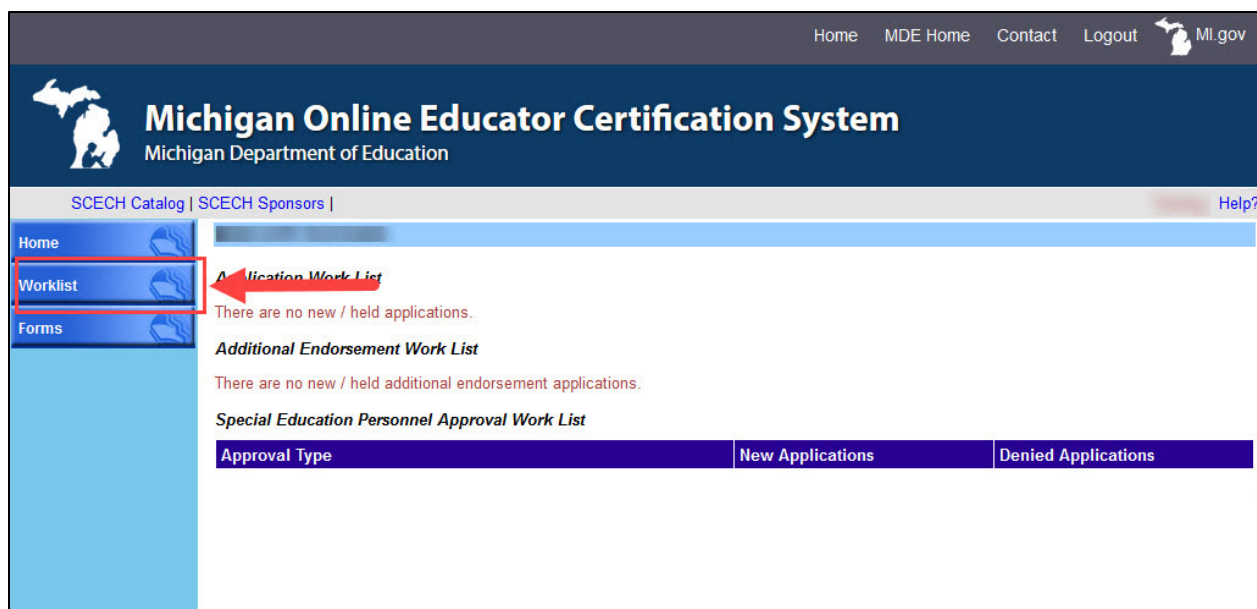 Home MDE Home Contact Logout MI.gov
Michigan Online Educator Certification System
Michigan Department of Education
SCECH Catalog | SCECH Sponsors | Help?
Home
Worklist
Forms
Application Work List
There are no new / held applications.
Additional Endorsement Work List
There are no new / held additional endorsement applications.
Special Education Personnel Approval Work List
Approval Type New Applications Denied Applications